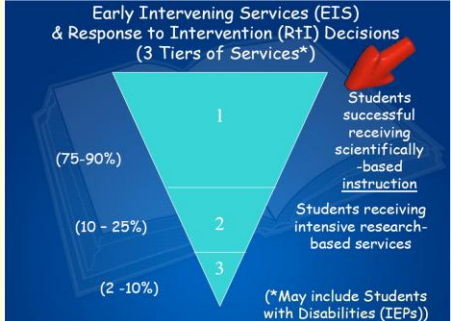 Early Intervening Services (EIS)
& Response to Intervention (RtI) Decisions
(3 Tiers of Services*)
1
Students
successful
receiving
scientifically
-based
instruction
(75-90%)
Students receiving
intensive research-
based services
(10 – 25%)
2
3
(2 -10%)
(*May include Students
with Disabilities (IEPs))